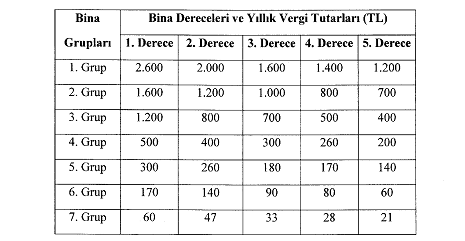 Bina Grupları Bina Dereceleri ve Yıllık Vergi Tutarları (TL)
1. Derece 2. Derece 3. Derece 4. Derece 5. Derece
1. Grup 2.600 2.000 1.600 1.400 1.200
2. Grup 1.600 1.200 1.000 800 700
3. Grup 1.200 800 700 500 400
4. Grup 500 400 300 260 200
5. Grup 300 260 180 170 140
6. Grup 170 140 90 80 60
7. Grup 60 47 33 28 21